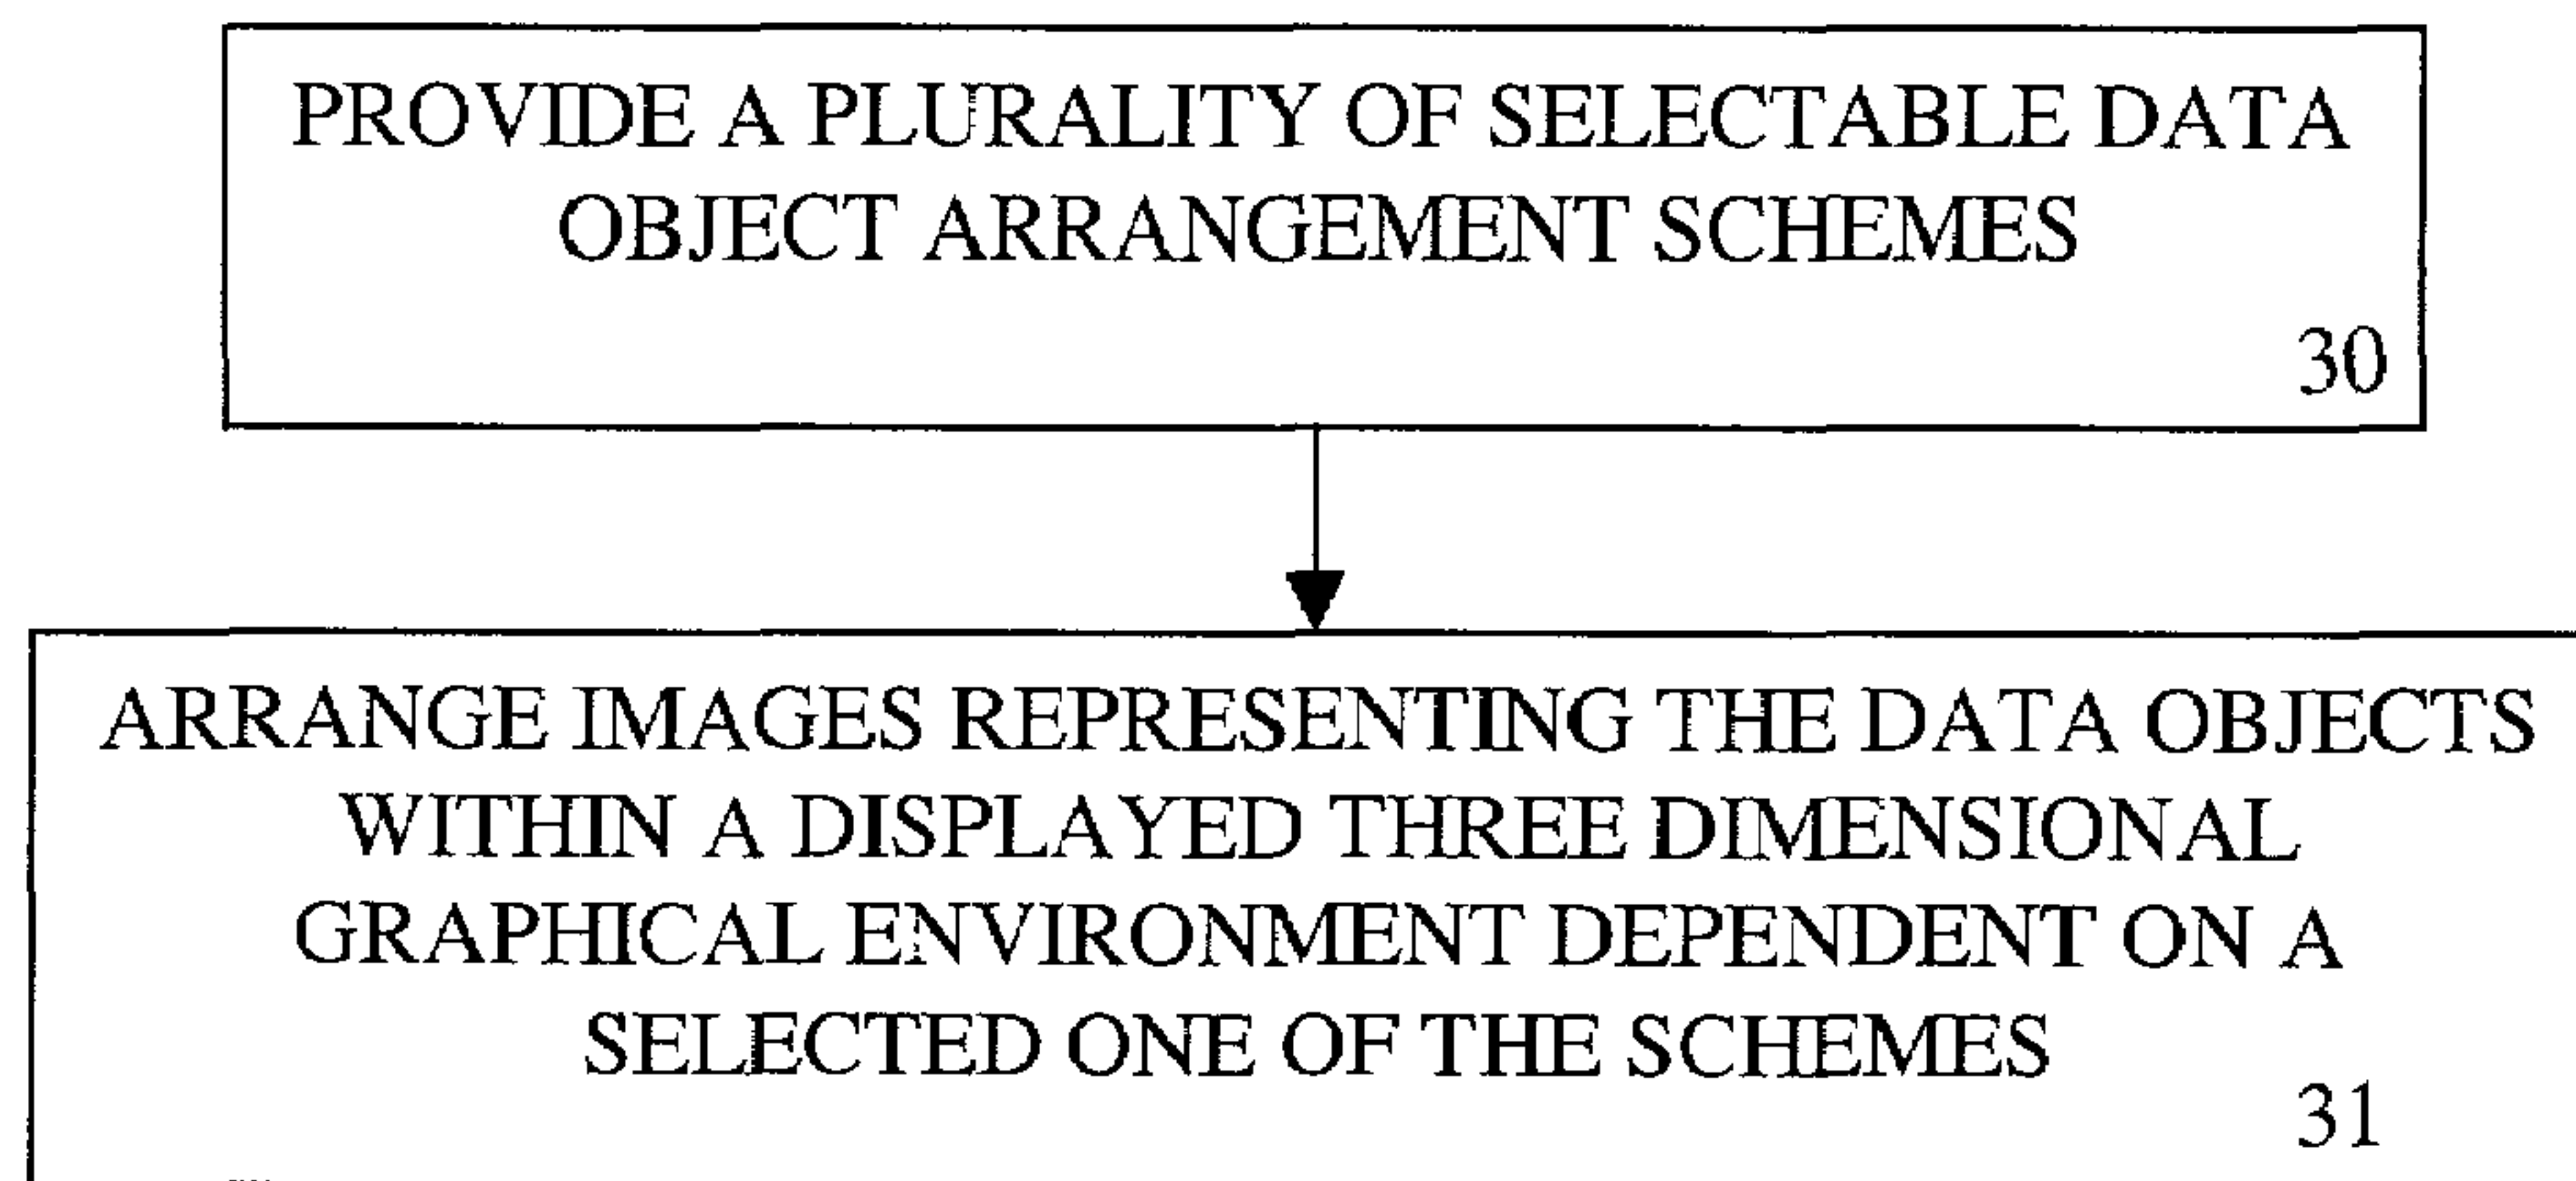 PROVIDE A PLURALITY OF SELECTABLE DATA
OBJECT ARRANGEMENT SCHEMES
30
ARRANGE IMAGES REPRESENTING THE DATA OBJECTS
WITHIN A DISPLAYED THREE DIMENSIONAL
GRAPHICAL ENVIRONMENT DEPENDENT ON A
SELECTED ONE OF THE SCHEMES
31